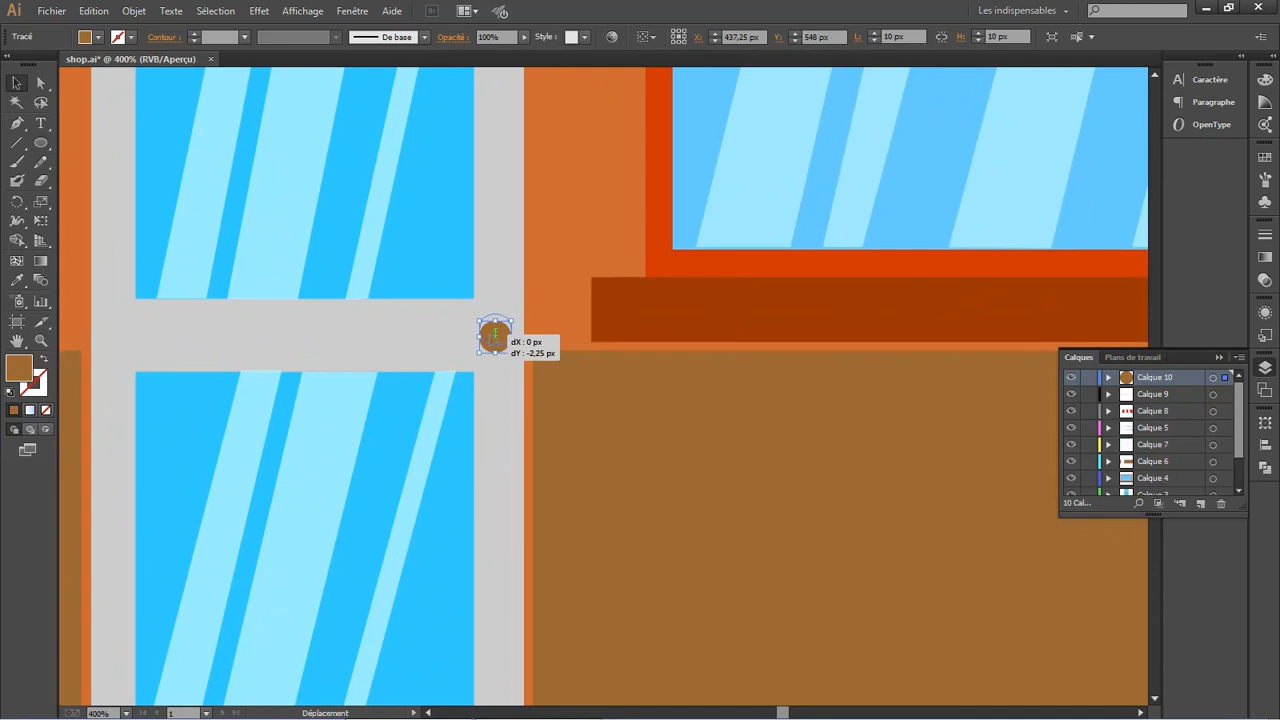 Ai Fichier Edition Objet Texte Sélection Effet Affichage Fenêtre Aide Br Les indispensables
Tracé Contour : De base Opacité : 100% Style : X: 437,25 px Y: 548 px L: 10 px H: 10 px
shop.ai* @ 400% (RVB/Aperçu) ×
Caractère
Paragraphe
OpenType
dX : 0 px
dY : -2,25 px
Calques Plans de travail
Calque 10
Calque 9
Calque 8
Calque 5
Calque 7
Calque 6
Calque 4
10 Cal...
400% 1 Déplacement